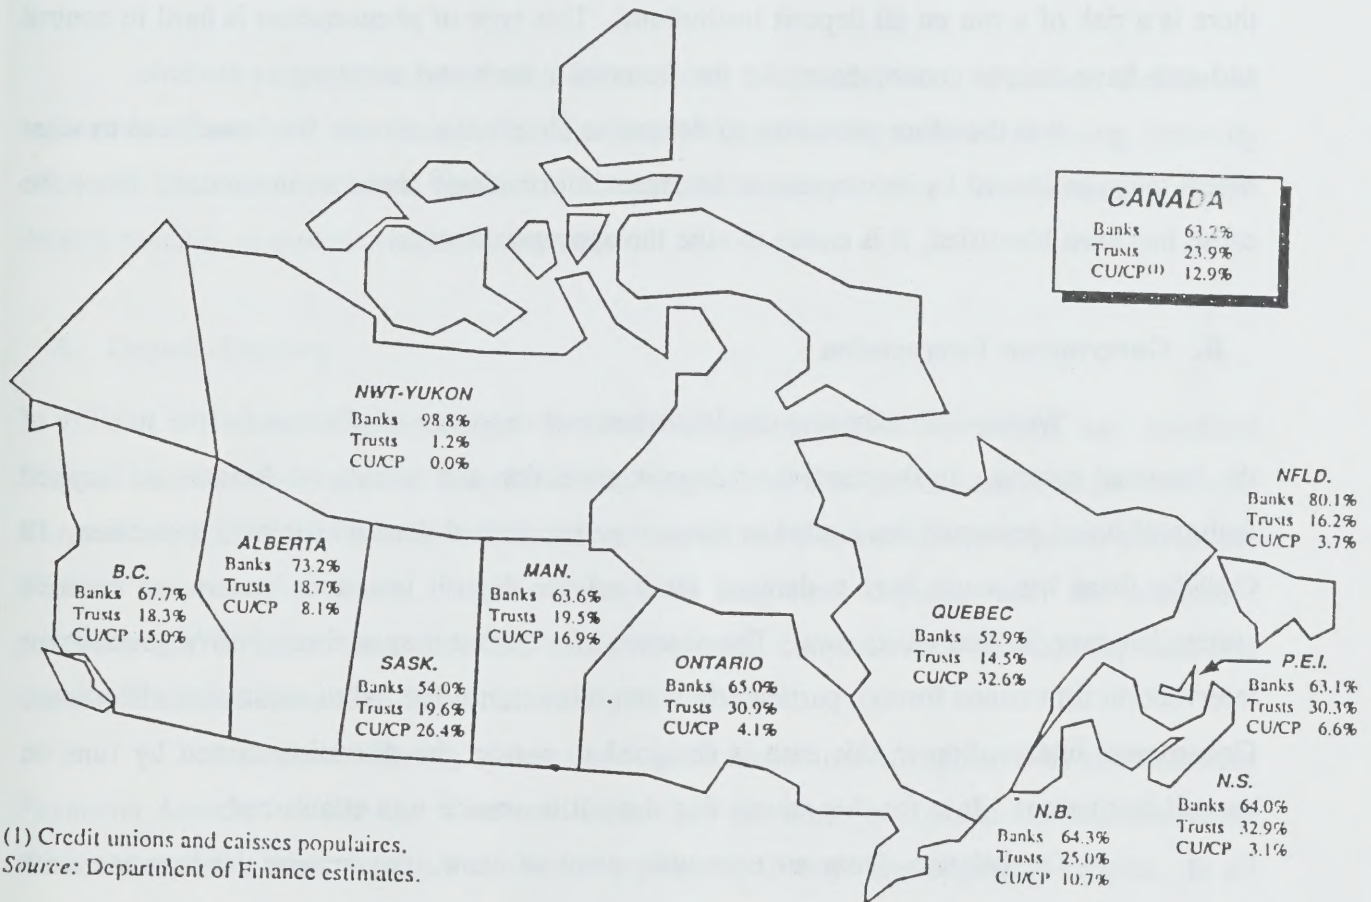 CANADA
Banks 63.2%
Trusts 23.9%
CU/CP(1) 12.9%
NWT-YUKON
Banks 98.8%
Trusts 1.2%
CU/CP 0.0%
B.C.
Banks 67.7%
Trusts 18.3%
CU/CP 15.0%
ALBERTA
Banks 73.2%
Trusts 18.7%
CU/CP 8.1%
SASK.
Banks 54.0%
Trusts 19.6%
CU/CP 26.4%
MAN.
Banks 63.6%
Trusts 19.5%
CU/CP 16.9%
ONTARIO
Banks 65.0%
Trusts 30.9%
CU/CP 4.1%
QUEBEC
Banks 52.9%
Trusts 14.5%
CU/CP 32.6%
NFLD.
Banks 80.1%
Trusts 16.2%
CU/CP 3.7%
P.E.I.
Banks 63.1%
Trusts 30.3%
CU/CP 6.6%
N.S.
Banks 64.0%
Trusts 32.9%
CU/CP 3.1%
N.B.
Banks 64.3%
Trusts 25.0%
CU/CP 10.7%
(1) Credit unions and caisses populaires.
Source: Department of Finance estimates.